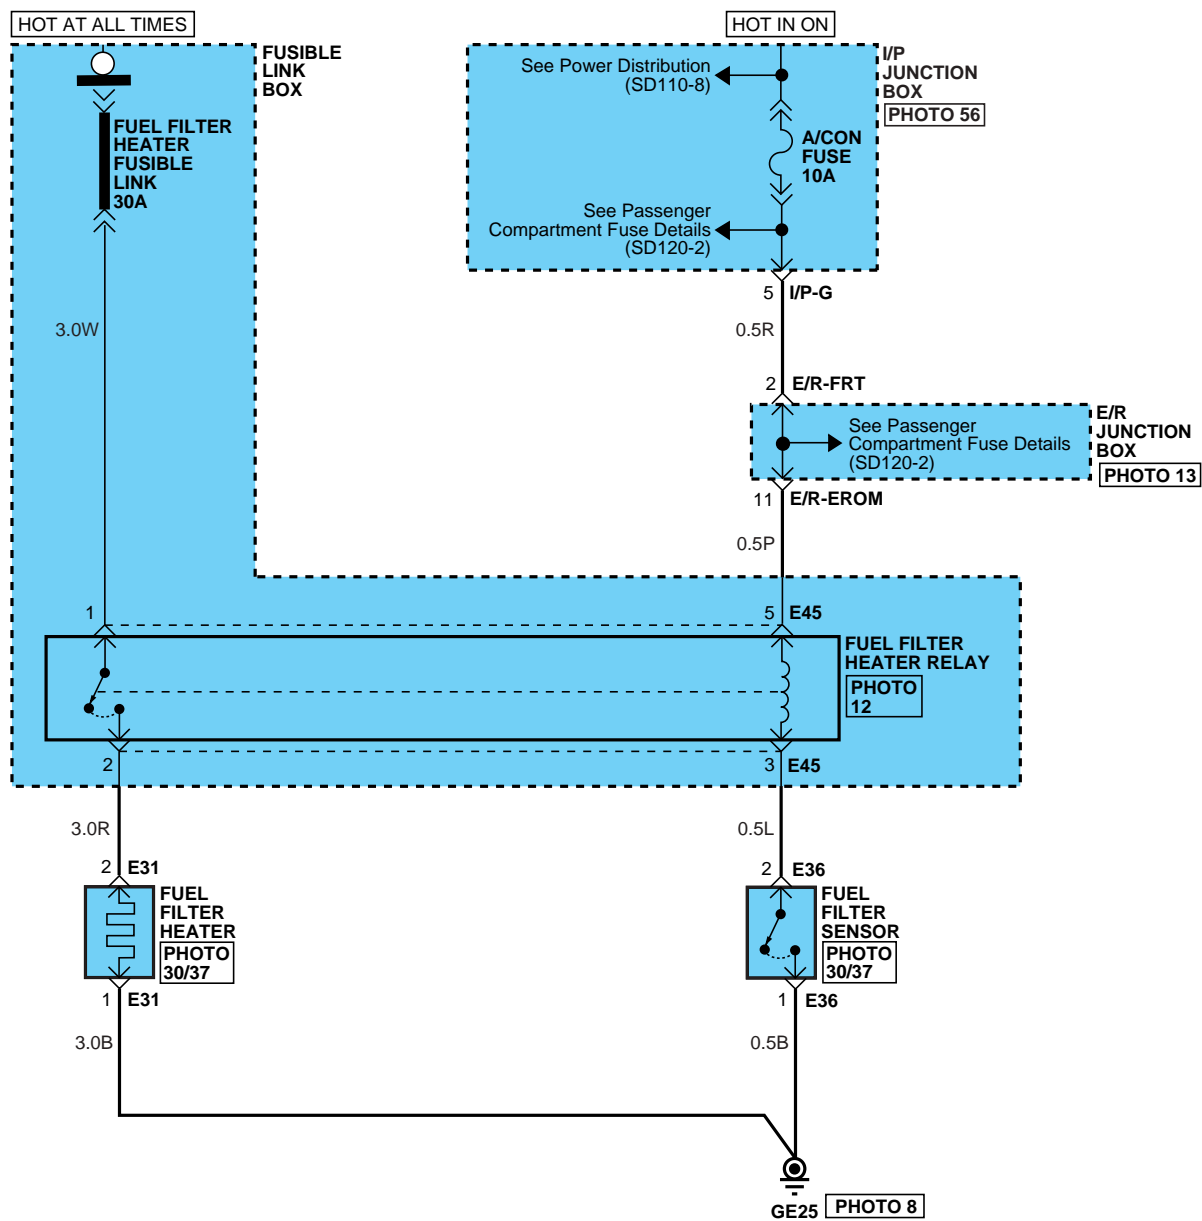 HOT AT ALL TIMES
HOT IN ON
FUSIBLE
LINK
BOX
FUEL FILTER
HEATER
FUSIBLE
LINK
30A
See Power Distribution
(SD110-8)
I/P
JUNCTION
BOX
PHOTO 56
A/CON
FUSE
10A
See Passenger
Compartment Fuse Details
(SD120-2)
5 I/P-G
3.0W
0.5R
2 E/R-FRT
See Passenger
Compartment Fuse Details
(SD120-2)
E/R
JUNCTION
BOX
PHOTO 13
11 E/R-EROM
0.5P
1
5 E45
FUEL FILTER
HEATER RELAY
PHOTO
12
2
3 E45
3.0R
0.5L
2 E31
FUEL
FILTER
HEATER
PHOTO
30/37
1 E31
2 E36
FUEL
FILTER
SENSOR
PHOTO
30/37
1 E36
3.0B
0.5B
GE25
PHOTO 8